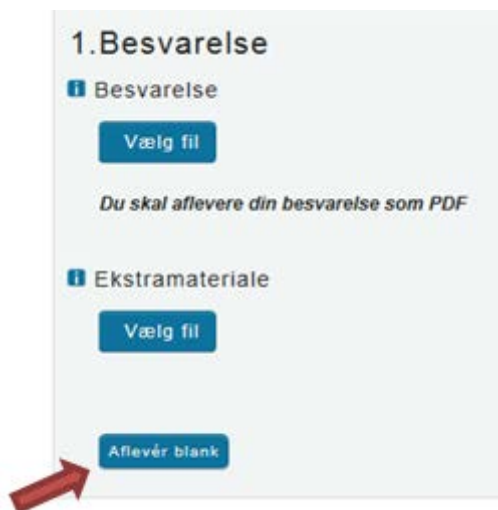 1.Besvarelse
Besvarelse
Vælg fil
Du skal aflevere din besvarelse som PDF
Ekstramateriale
Vælg fil
Aflevér blank